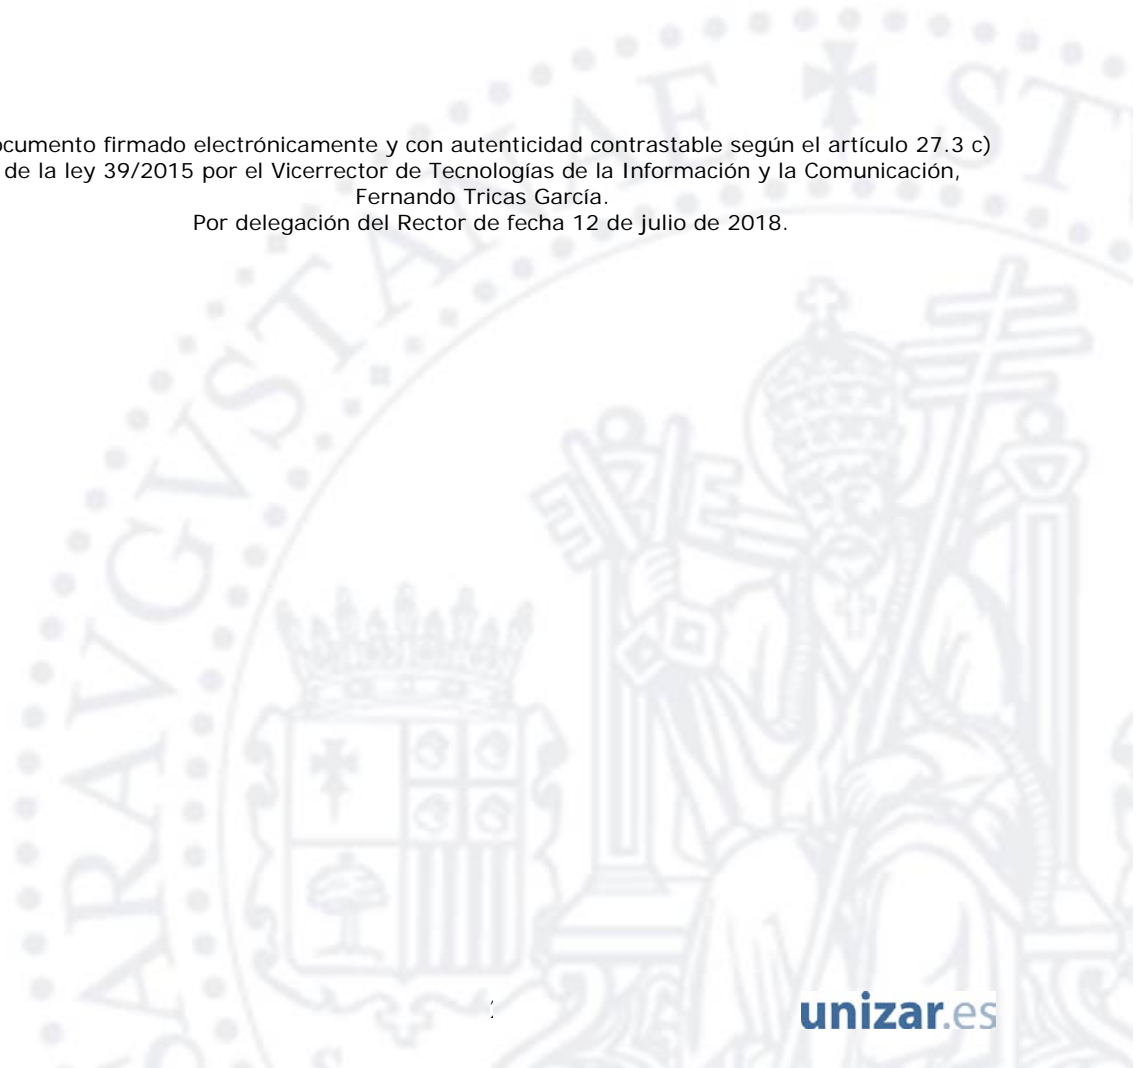 ocumento firmado electrónicamente y con autenticidad contrastable según el artículo 27.3 c)
de la ley 39/2015 por el Vicerrector de Tecnologías de la Información y la Comunicación,
Fernando Tricas García.
Por delegación del Rector de fecha 12 de julio de 2018.
ARAVGVSTANAE ST
unizar.es